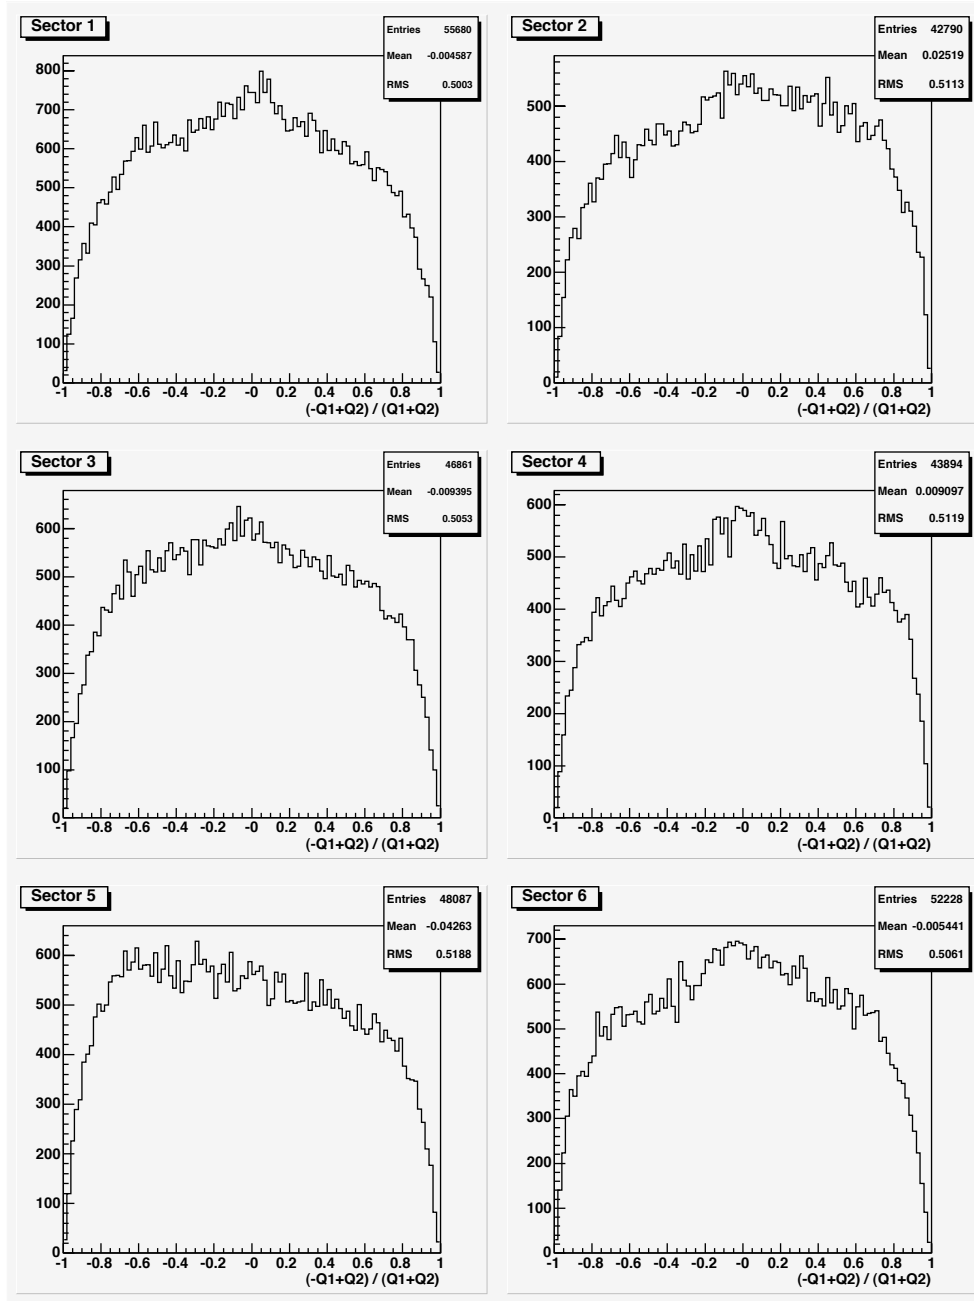 Sector 1
Entries 55680
Mean -0.004587
RMS 0.5003
800
700
600
500
400
300
200
100
0
-1 -0.8 -0.6 -0.4 -0.2 -0 0.2 0.4 0.6 0.8 1
(-Q1+Q2) / (Q1+Q2)
Sector 2
Entries 42790
Mean 0.02519
RMS 0.5113
500
400
300
200
100
0
-1 -0.8 -0.6 -0.4 -0.2 -0 0.2 0.4 0.6 0.8 1
(-Q1+Q2) / (Q1+Q2)
Sector 3
Entries 46861
Mean -0.009395
RMS 0.5053
600
500
400
300
200
100
0
-1 -0.8 -0.6 -0.4 -0.2 -0 0.2 0.4 0.6 0.8 1
(-Q1+Q2) / (Q1+Q2)
Sector 4
Entries 43894
Mean 0.009097
RMS 0.5119
600
500
400
300
200
100
0
-1 -0.8 -0.6 -0.4 -0.2 -0 0.2 0.4 0.6 0.8 1
(-Q1+Q2) / (Q1+Q2)
Sector 5
Entries 48087
Mean -0.04263
RMS 0.5188
600
500
400
300
200
100
0
-1 -0.8 -0.6 -0.4 -0.2 -0 0.2 0.4 0.6 0.8 1
(-Q1+Q2) / (Q1+Q2)
Sector 6
Entries 52228
Mean -0.005441
RMS 0.5061
700
600
500
400
300
200
100
0
-1 -0.8 -0.6 -0.4 -0.2 -0 0.2 0.4 0.6 0.8 1
(-Q1+Q2) / (Q1+Q2)